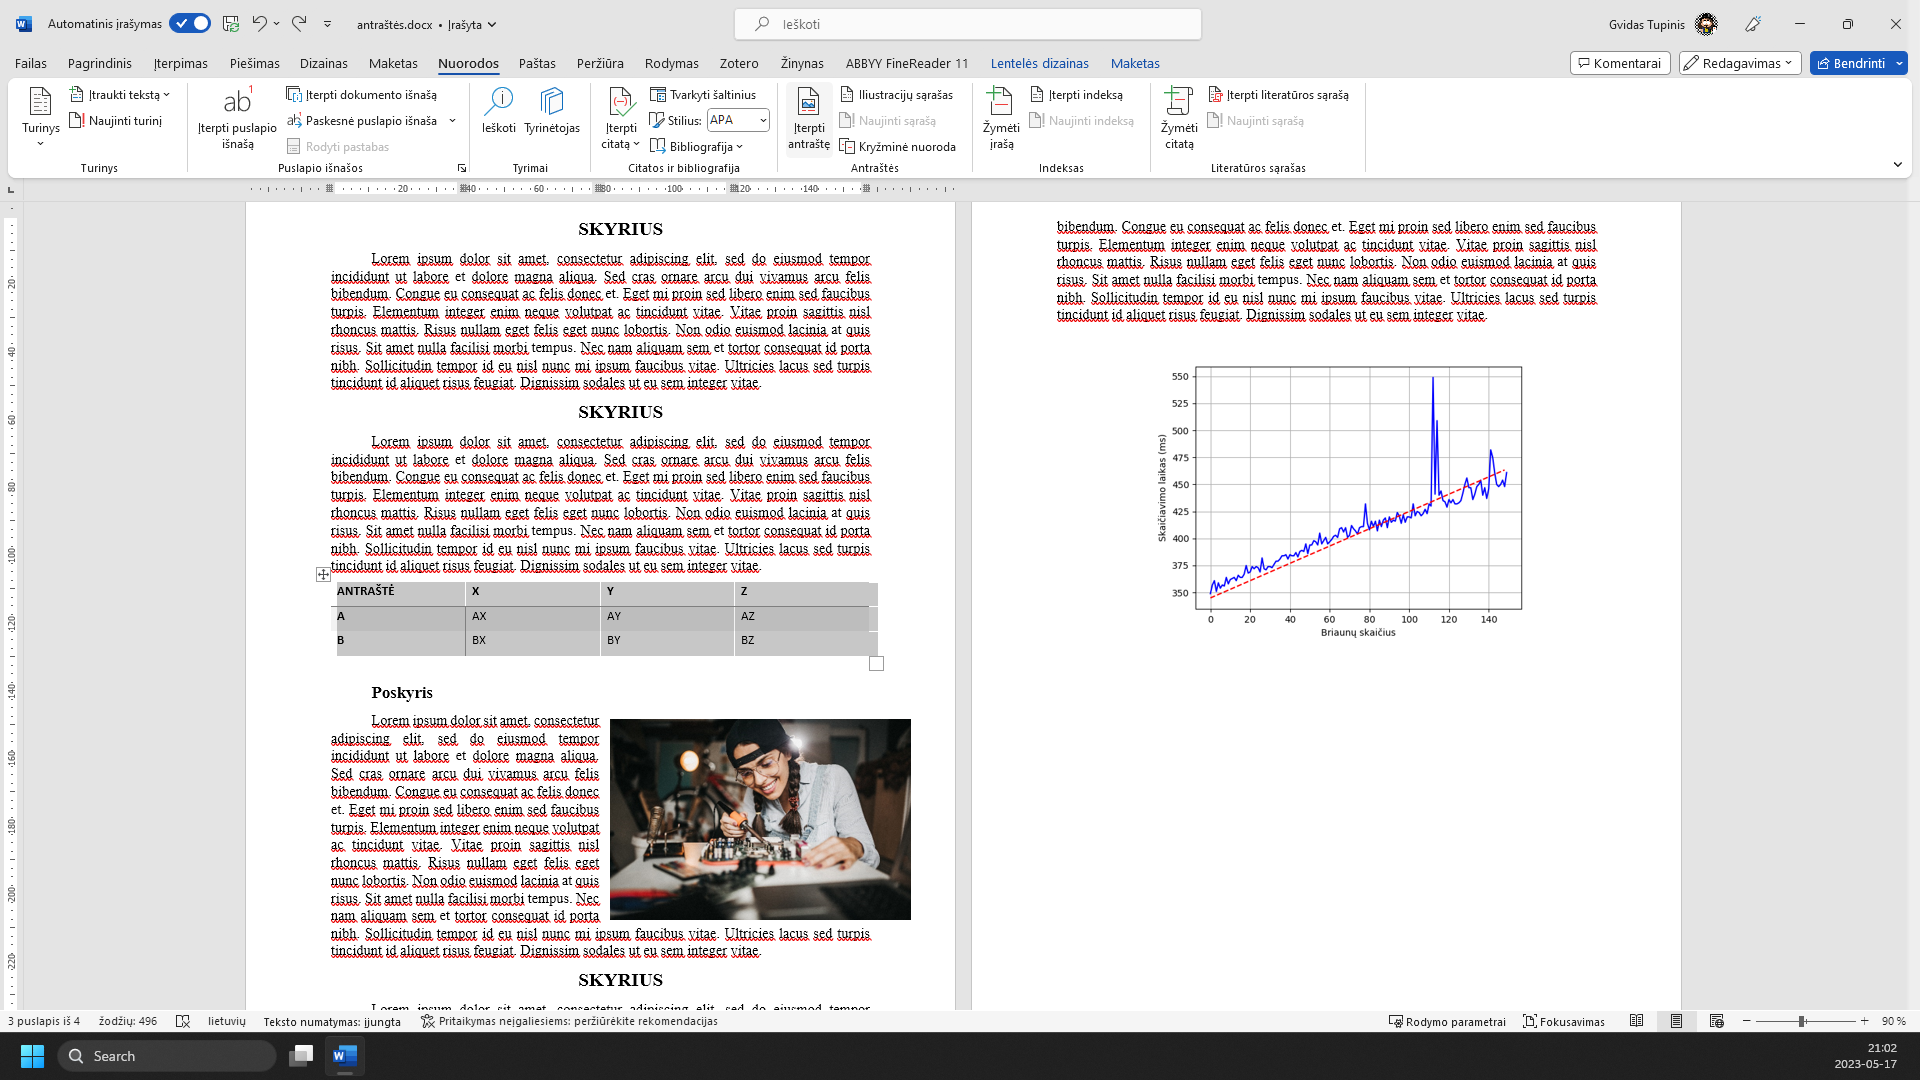 Automatinis įrašymas
antraštės.docx • Įrašyta
Ieškoti
Gvidas Tupinis
Failas Pagrindinis Įterpimas Piešimas Dizainas Maketas Nuorodos Paštas Peržiūra Rodymas Zotero Žinynas ABBYY FineReader 11 Lentelės dizainas Maketas
Komentarai Redagavimas Bendrinti
Turinys
Įtraukti tekstą
Naujinti turinį
Turinys
ab1
Įterpti puslapio išnašą
Įterpti dokumento išnašą
Paskesnė puslapio išnaša
Rodyti pastabas
Puslapio išnašos
Ieškoti Tyrinėtojas
Tyrimai
Įterpti citatą
Tvarkyti šaltinius
Stilius: APA
Bibliografija
Citatos ir bibliografija
Įterpti antraštę
Iliustracijų sąrašas
Naujinti sąrašą
Kryžminė nuoroda
Antraštės
Žymėti įrašą
Įterpti indeksą
Naujinti indeksą
Indeksas
Žymėti citatą
Įterpti literatūros sąrašą
Naujinti sąrašą
Literatūros sąrašas
20 40 60 80 100 120 140
20
40
60
80
100
120
140
160
180
200
220
SKYRIUS
Lorem ipsum dolor sit amet, consectetur adipiscing elit, sed do eiusmod tempor
incididunt ut labore et dolore magna aliqua. Sed cras ornare arcu dui vivamus arcu felis
bibendum. Congue eu consequat ac felis donec et. Eget mi proin sed libero enim sed faucibus
turpis. Elementum integer enim neque volutpat ac tincidunt vitae. Vitae proin sagittis nisl
rhoncus mattis. Risus nullam eget felis eget nunc lobortis. Non odio euismod lacinia at quis
risus. Sit amet nulla facilisi morbi tempus. Nec nam aliquam sem et tortor consequat id porta
nibh. Sollicitudin tempor id eu nisl nunc mi ipsum faucibus vitae. Ultricies lacus sed turpis
tincidunt id aliquet risus feugiat. Dignissim sodales ut eu sem integer vitae.
SKYRIUS
Lorem ipsum dolor sit amet, consectetur adipiscing elit, sed do eiusmod tempor
incididunt ut labore et dolore magna aliqua. Sed cras ornare arcu dui vivamus arcu felis
bibendum. Congue eu consequat ac felis donec et. Eget mi proin sed libero enim sed faucibus
turpis. Elementum integer enim neque volutpat ac tincidunt vitae. Vitae proin sagittis nisl
rhoncus mattis. Risus nullam eget felis eget nunc lobortis. Non odio euismod lacinia at quis
risus. Sit amet nulla facilisi morbi tempus. Nec nam aliquam sem et tortor consequat id porta
nibh. Sollicitudin tempor id eu nisl nunc mi ipsum faucibus vitae. Ultricies lacus sed turpis
tincidunt id aliquet risus feugiat. Dignissim sodales ut eu sem integer vitae.
ANTRAŠTĖ X Y Z
A AX AY AZ
B BX BY BZ
Poskyris
Lorem ipsum dolor sit amet, consectetur
adipiscing elit, sed do eiusmod tempor
incididunt ut labore et dolore magna aliqua.
Sed cras ornare arcu dui vivamus arcu felis
bibendum. Congue eu consequat ac felis donec
et. Eget mi proin sed libero enim sed faucibus
turpis. Elementum integer enim neque volutpat
ac tincidunt vitae. Vitae proin sagittis nisl
rhoncus mattis. Risus nullam eget felis eget
nunc lobortis. Non odio euismod lacinia at quis
risus. Sit amet nulla facilisi morbi tempus. Nec
nam aliquam sem et tortor consequat id porta
nibh. Sollicitudin tempor id eu nisl nunc mi ipsum faucibus vitae. Ultricies lacus sed turpis
tincidunt id aliquet risus feugiat. Dignissim sodales ut eu sem integer vitae.
SKYRIUS
Lorem ipsum dolor sit amet, consectetur adipiscing elit, sed do eiusmod tempor
bibendum. Congue eu consequat ac felis donec et. Eget mi proin sed libero enim sed faucibus
turpis. Elementum integer enim neque volutpat ac tincidunt vitae. Vitae proin sagittis nisl
rhoncus mattis. Risus nullam eget felis eget nunc lobortis. Non odio euismod lacinia at quis
risus. Sit amet nulla facilisi morbi tempus. Nec nam aliquam sem et tortor consequat id porta
nibh. Sollicitudin tempor id eu nisl nunc mi ipsum faucibus vitae. Ultricies lacus sed turpis
tincidunt id aliquet risus feugiat. Dignissim sodales ut eu sem integer vitae.
Skaičiavimo laikas (ms)
550
525
500
475
450
425
400
375
350
0 20 40 60 80 100 120 140
Briaunų skaičius
3 puslapis iš 4 žodžių: 496 lietuvių Teksto numatymas: įjungta Pritaikymas neįgaliesiems: peržiūrėkite rekomendacijas
Rodymo parametrai Fokusavimas 90 %
Search
21:02
2023-05-17